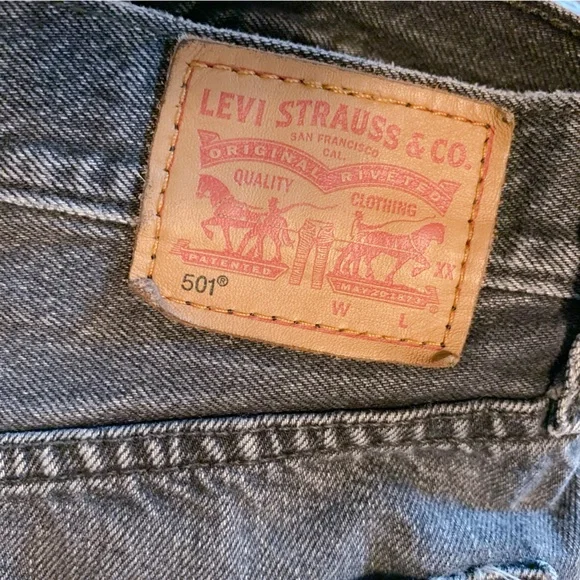 LEVI STRAUSS & CO.
SAN FRANCISCO
CAL.
ORIGINAL RIVETED
QUALITY CLOTHING
XX
PATENTED MAY 20 1873
®
501®
W L